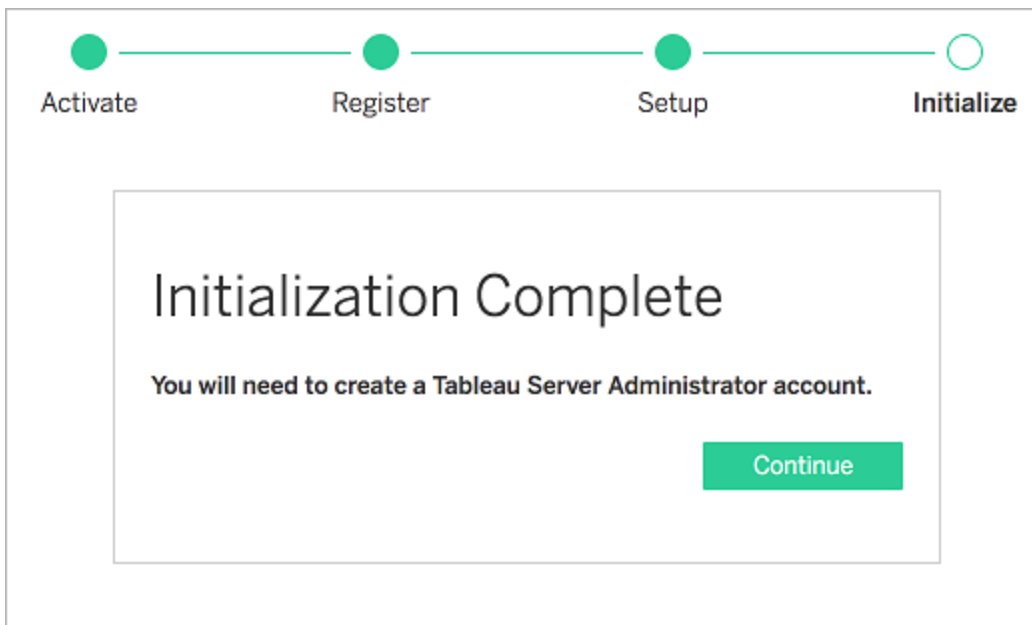 Activate Register Setup Initialize
Initialization Complete
You will need to create a Tableau Server Administrator account.
Continue